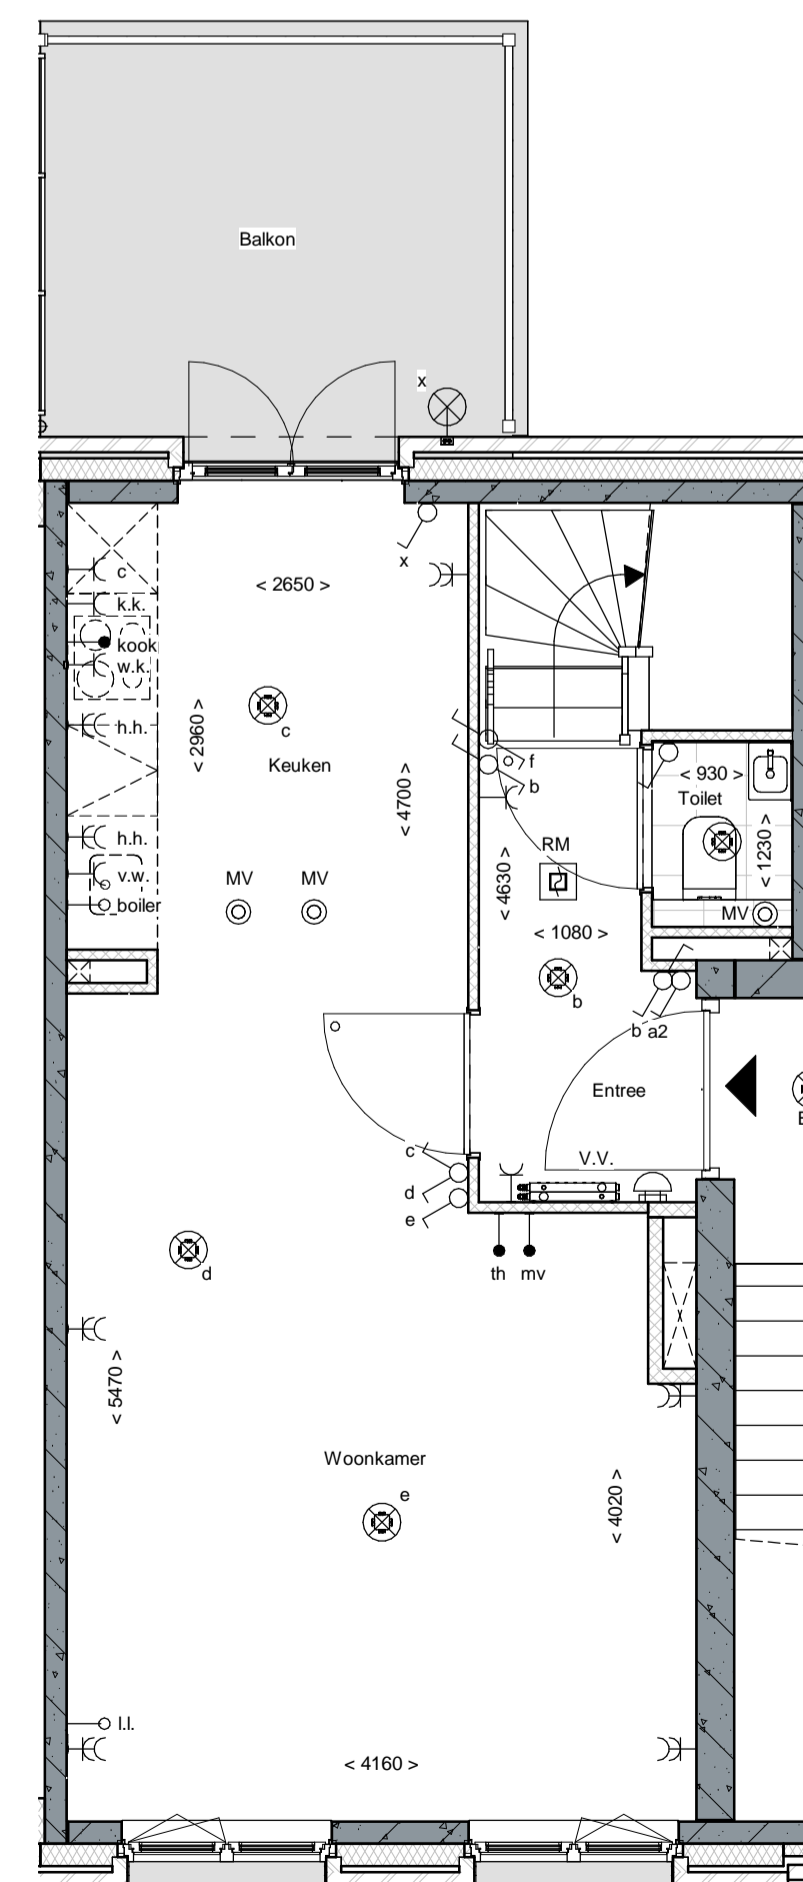 Balkon
x
x
< 2650 >
c
k.k.
kook
w.k.
h.h.
< 2960 >
c
Keuken
< 4700 >
f
b
< 930 >
Toilet
< 1230 >
h.h.
v.w.
boiler
MV
MV
RM
< 4630 >
MV
< 1080 >
b
b a2
Entree
V.V.
c
d
e
d
th
mv
< 5470 >
Woonkamer
e
< 4020 >
l.l.
< 4160 >